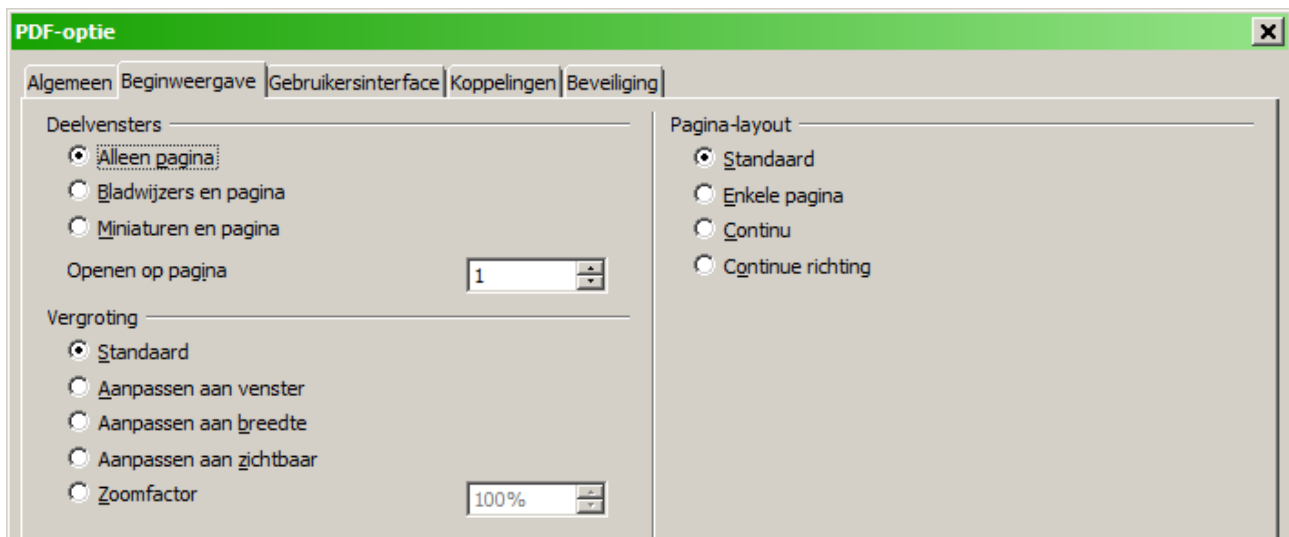 PDF-optie
Algemeen Beginweergave Gebruikersinterface Koppelingen Beveiliging
Deelvensters
Alleen pagina
Bladwijzers en pagina
Miniaturen en pagina
Openen op pagina 1
Vergroting
Standaard
Aanpassen aan venster
Aanpassen aan breedte
Aanpassen aan zichtbaar
Zoomfactor 100%
Pagina-layout
Standaard
Enkele pagina
Continu
Continue richting